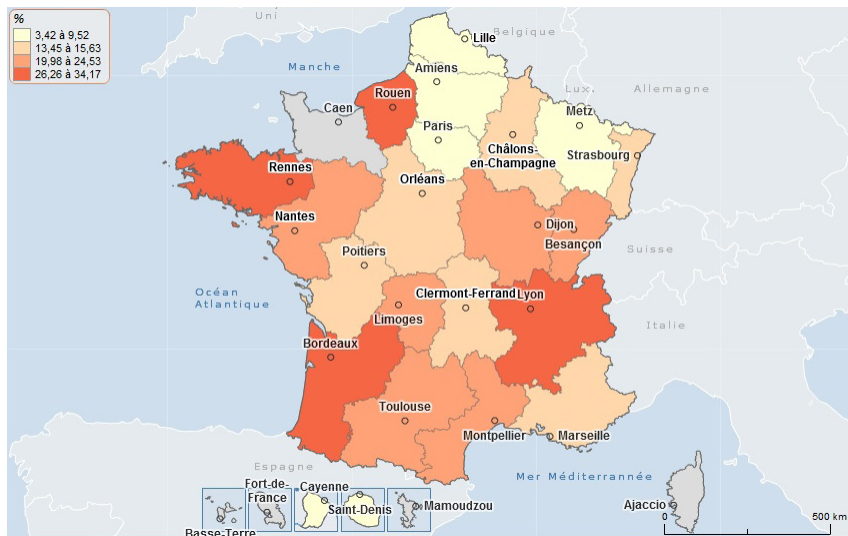 %
3,42 à 9,52
13,45 à 15,63
19,98 à 24,53
26,26 à 34,17
Uni
Belgique
Lille
Manche
Amiens
Lux.
Allemagne
Rouen
Caen
Metz
Paris
Châlons-
en-Champagne
Strasbourg
Rennes
Orléans
Nantes
Dijon
Besançon
Suisse
Poitiers
Océan
Atlantique
Clermont-Ferrand
Lyon
Limoges
Italie
Bordeaux
Toulouse
Montpellier
Marseille
Espagne
Mer Méditerrannée
Fort-de-
France
Cayenne
Saint-Denis
Mamoudzou
Basse-Terre
Ajaccio
0
500 km